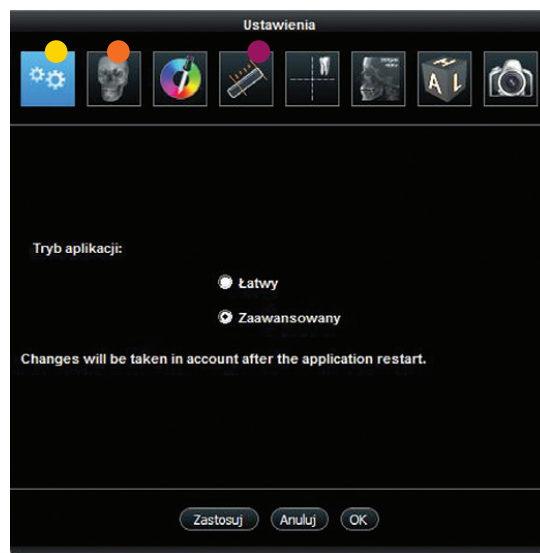 Ustawienia
A L
Tryb aplikacji:
Łatwy
Zaawansowany
Changes will be taken in account after the application restart.
Zastosuj Anuluj OK